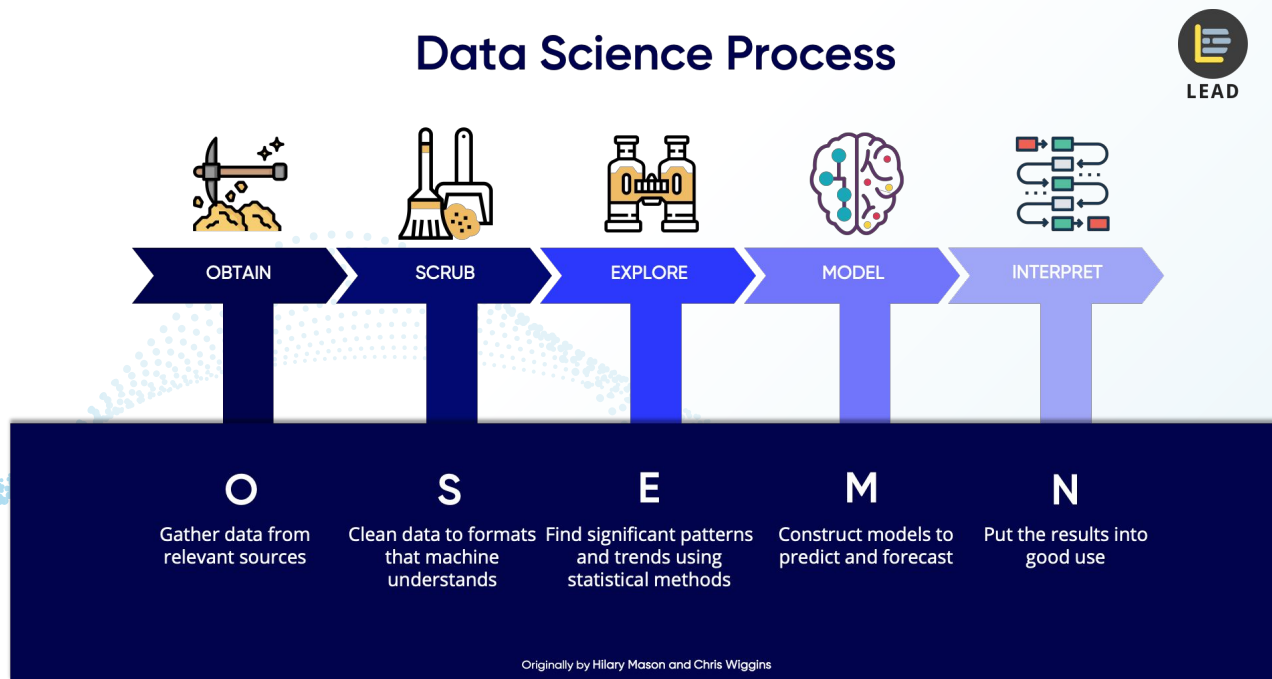 Data Science Process
LEAD
OBTAIN
SCRUB
EXPLORE
MODEL
INTERPRET
O
Gather data from
relevant sources
S
Clean data to formats
that machine
understands
E
Find significant patterns
and trends using
statistical methods
M
Construct models to
predict and forecast
N
Put the results into
good use
Originally by Hilary Mason and Chris Wiggins